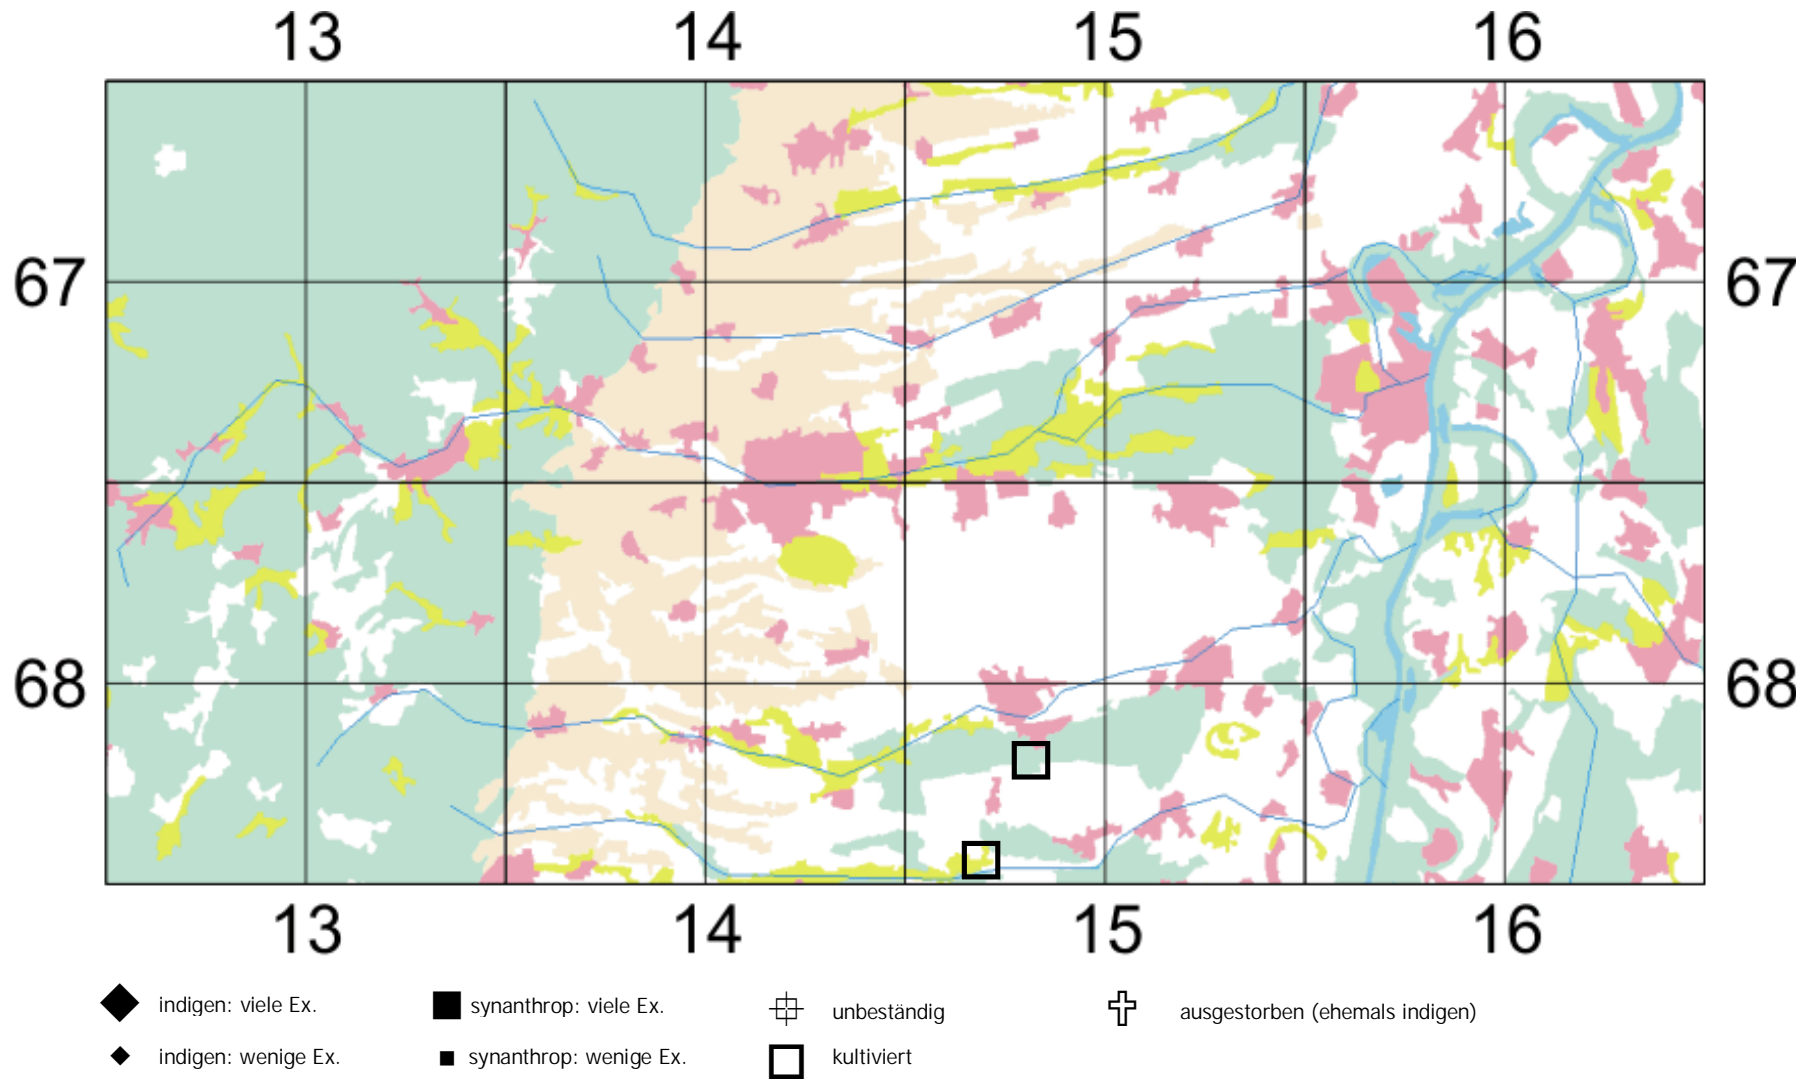 13 14 15 16
67 67
68 68
13 14 15 16
indigen: viele Ex. synanthrop: viele Ex. unbeständig ausgestorben (ehemals indigen)
indigen: wenige Ex. synanthrop: wenige Ex. kultiviert